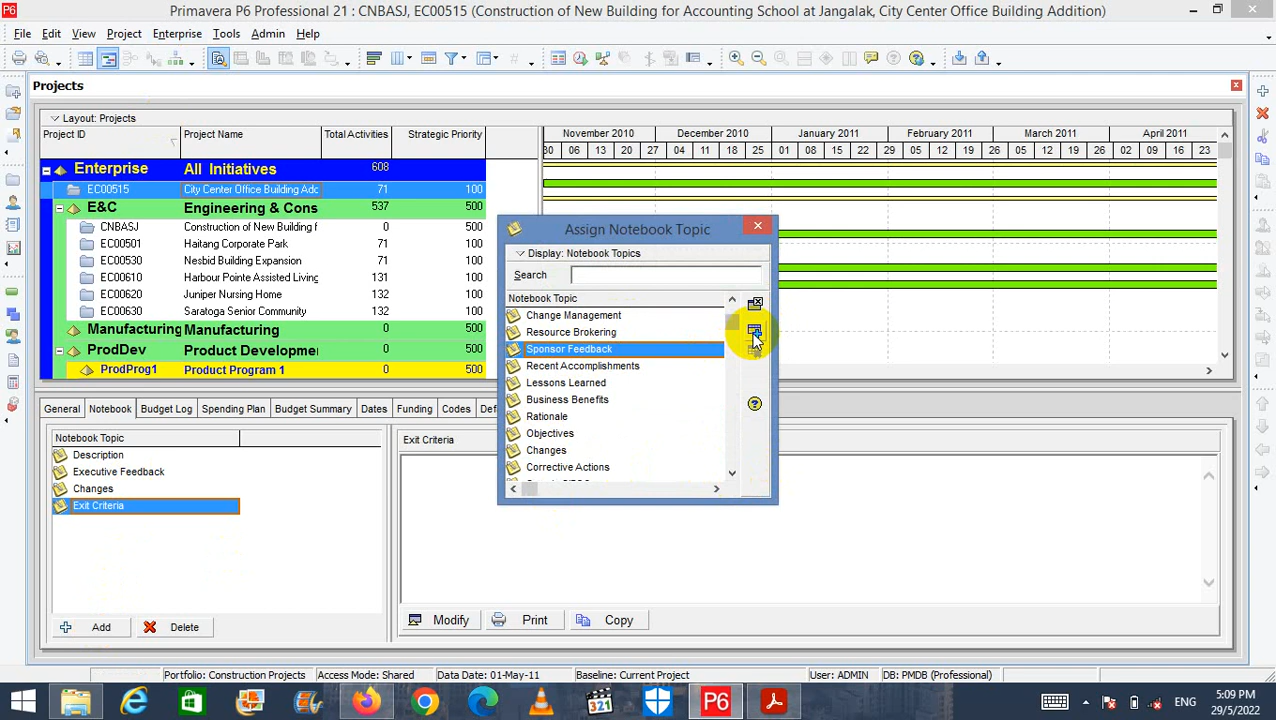 Primavera P6 Professional 21 : CNBASJ, EC00515 (Construction of New Building for Accounting School at Jangalak, City Center Office Building Addition)
File Edit View Project Enterprise Tools Admin Help
Projects
Layout: Projects
Project ID Project Name Total Activities Strategic Priority
November 2010 December 2010 January 2011 February 2011 March 2011 April 2011
30 06 13 20 27 04 11 18 25 01 08 15 22 29 05 12 19 26 05 12 19 26 02 09 16 23
Enterprise All Initiatives 608
EC00515 City Center Office Building Adc 71 100
E&C Engineering & Cons 537 500
CNBASJ Construction of New Building f 0 500
EC00501 Haitang Corporate Park 71 500
EC00530 Nesbid Building Expansion 71 500
EC00610 Harbour Pointe Assisted Living 131 500
EC00620 Juniper Nursing Home 132 500
EC00630 Saratoga Senior Community 132 500
Manufacturing Manufacturing 0 500
ProdDev Product Developme 0 500
ProdProg1 Product Program 1 0 500
Assign Notebook Topic
Display: Notebook Topics
Search
Notebook Topic
Change Management
Resource Brokering
Sponsor Feedback
Recent Accomplishments
Lessons Learned
Business Benefits
Rationale
Objectives
Changes
Corrective Actions
General Notebook Budget Log Spending Plan Budget Summary Dates Funding Codes Def
Notebook Topic
Description
Executive Feedback
Changes
Exit Criteria
Exit Criteria
Add Delete
Modify Print Copy
Portfolio: Construction Projects Access Mode: Shared Data Date: 01-May-11 Baseline: Current Project User: ADMIN DB: PMDB (Professional)
P6
ENG
5:09 PM
29/5/2022